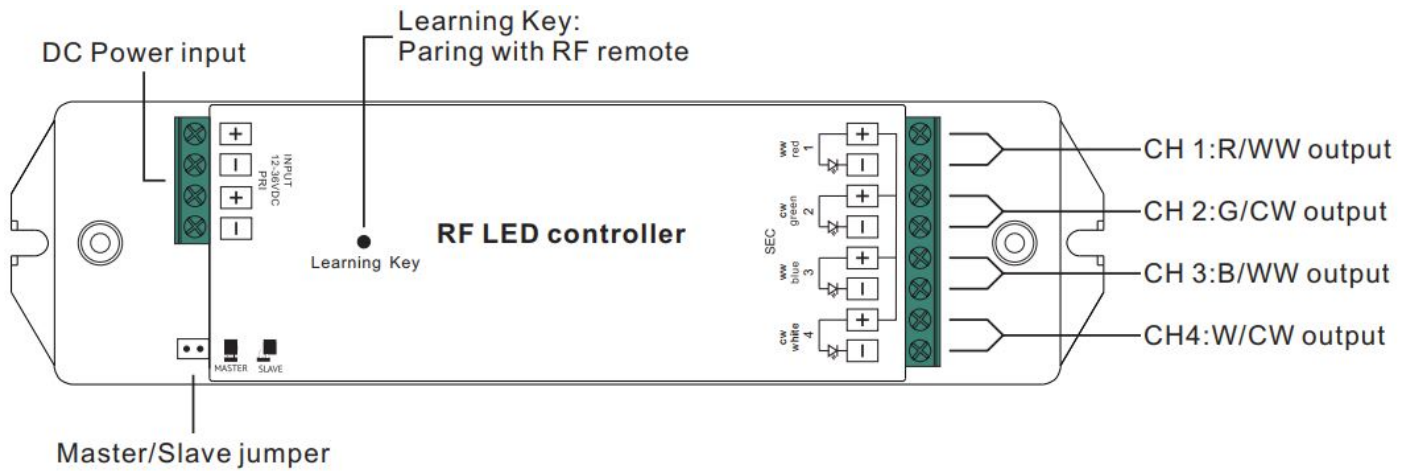 Learning Key:
Paring with RF remote
DC Power input
+
−
+
−
INPUT
12-36VDC
PRI
RF LED controller
Learning Key
MASTER
SLAVE
Master/Slave jumper
SEC
ww
red
1
+
−
cw
green
2
+
−
ww
blue
3
+
−
cw
white
4
+
−
CH 1:R/WW output
CH 2:G/CW output
CH 3:B/WW output
CH4:W/CW output